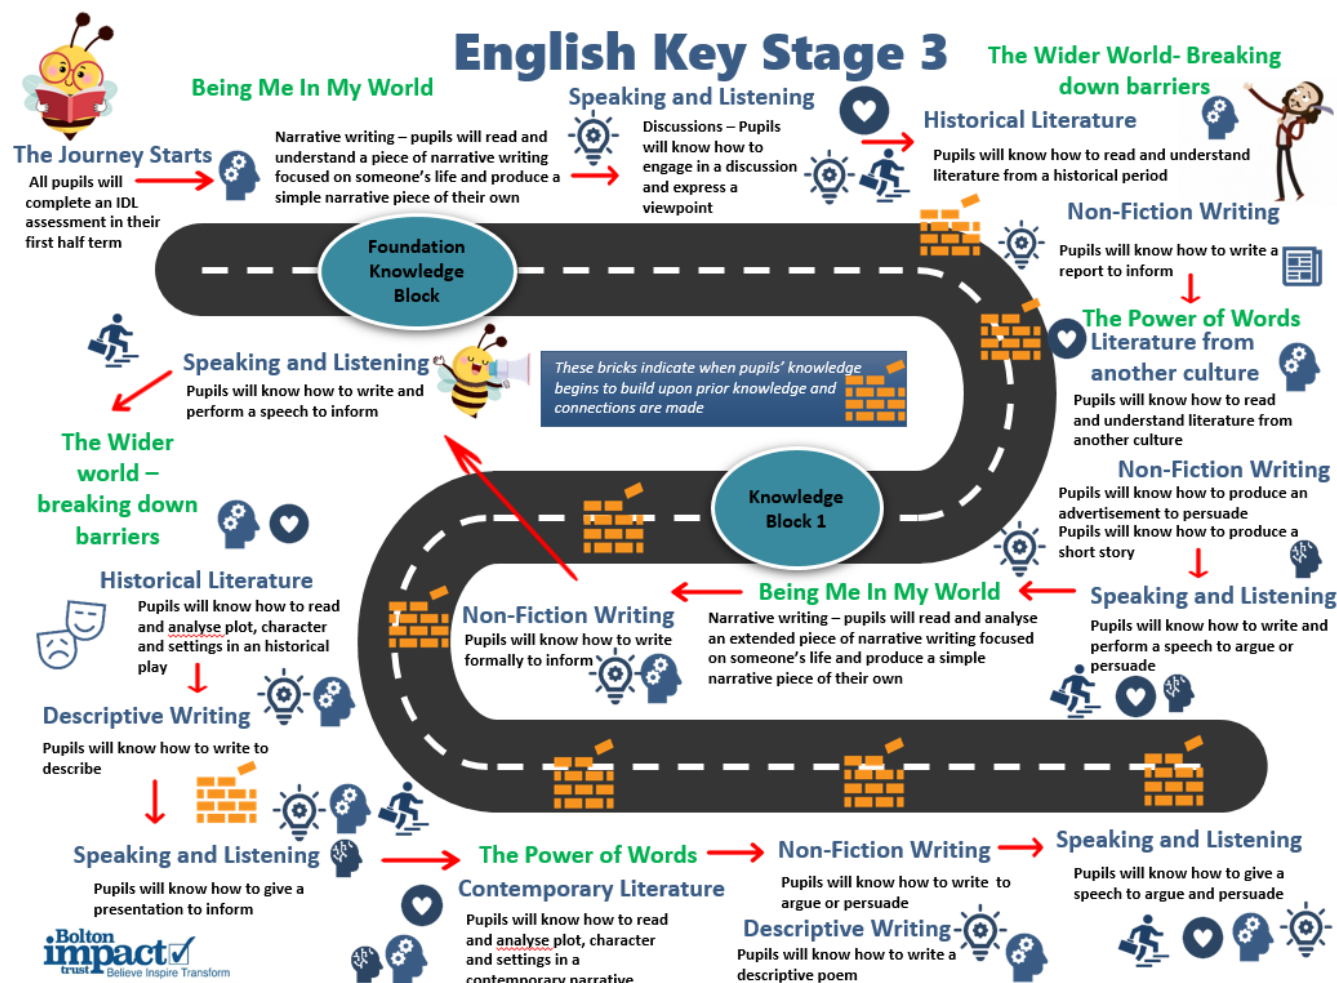 English Key Stage 3
Being Me In My World
The Journey Starts
All pupils will
complete an IDL
assessment in their
first half term
Narrative writing – pupils will read and
understand a piece of narrative writing
focused on someone's life and produce a
simple narrative piece of their own
Speaking and Listening
Discussions – Pupils
will know how to
engage in a discussion
and express a
viewpoint
The Wider World- Breaking
down barriers
Historical Literature
Pupils will know how to read and understand
literature from a historical period
Non-Fiction Writing
Pupils will know how to write a
report to inform
The Power of Words
Literature from
another culture
Pupils will know how to read
and understand literature from
another culture
Non-Fiction Writing
Pupils will know how to produce an
advertisement to persuade
Pupils will know how to produce a
short story
Speaking and Listening
Pupils will know how to write and
perform a speech to argue or
persuade
Foundation
Knowledge
Block
These bricks indicate when pupils' knowledge
begins to build upon prior knowledge and
connections are made
Knowledge
Block 1
Being Me In My World
Narrative writing – pupils will read and analyse
an extended piece of narrative writing focused
on someone's life and produce a simple
narrative piece of their own
Non-Fiction Writing
Pupils will know how to write
formally to inform
Speaking and Listening
Pupils will know how to write and
perform a speech to inform
The Wider
world –
breaking down
barriers
Historical Literature
Pupils will know how to read
and analyse plot, character
and settings in an historical
play
Descriptive Writing
Pupils will know how to write to
describe
Speaking and Listening
Pupils will know how to give a
presentation to inform
The Power of Words
Contemporary Literature
Pupils will know how to read
and analyse plot, character
and settings in a
contemporary narrative
Non-Fiction Writing
Pupils will know how to write to
argue or persuade
Descriptive Writing
Pupils will know how to write a
descriptive poem
Speaking and Listening
Pupils will know how to give a
speech to argue and persuade
Bolton
impact
trust
Believe Inspire Transform